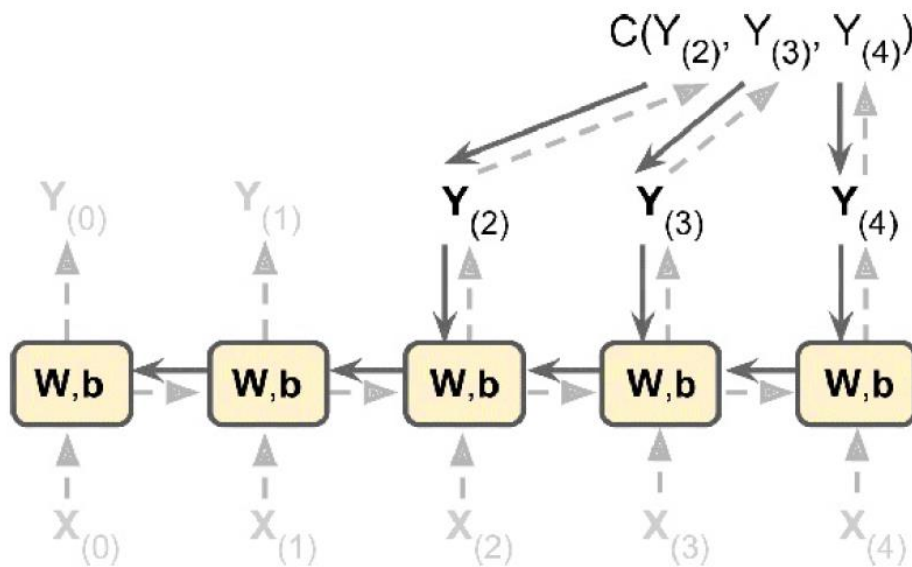 C(Y(2), Y(3), Y(4))
Y(0) Y(1) Y(2) Y(3) Y(4)
W,b W,b W,b W,b W,b
X(0) X(1) X(2) X(3) X(4)